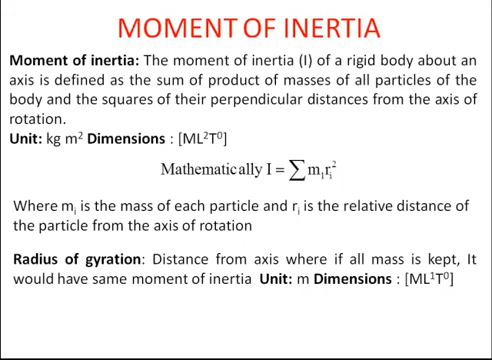 MOMENT OF INERTIA
Moment of inertia: The moment of inertia (I) of a rigid body about an
axis is defined as the sum of product of masses of all particles of the
body and the squares of their perpendicular distances from the axis of
rotation.
Unit: kg m² Dimensions : [ML²T⁰]
Mathematically I = ∑ mᵢrᵢ²
Where mᵢ is the mass of each particle and rᵢ is the relative distance of
the particle from the axis of rotation
Radius of gyration: Distance from axis where if all mass is kept, It
would have same moment of inertia Unit: m Dimensions : [ML¹T⁰]